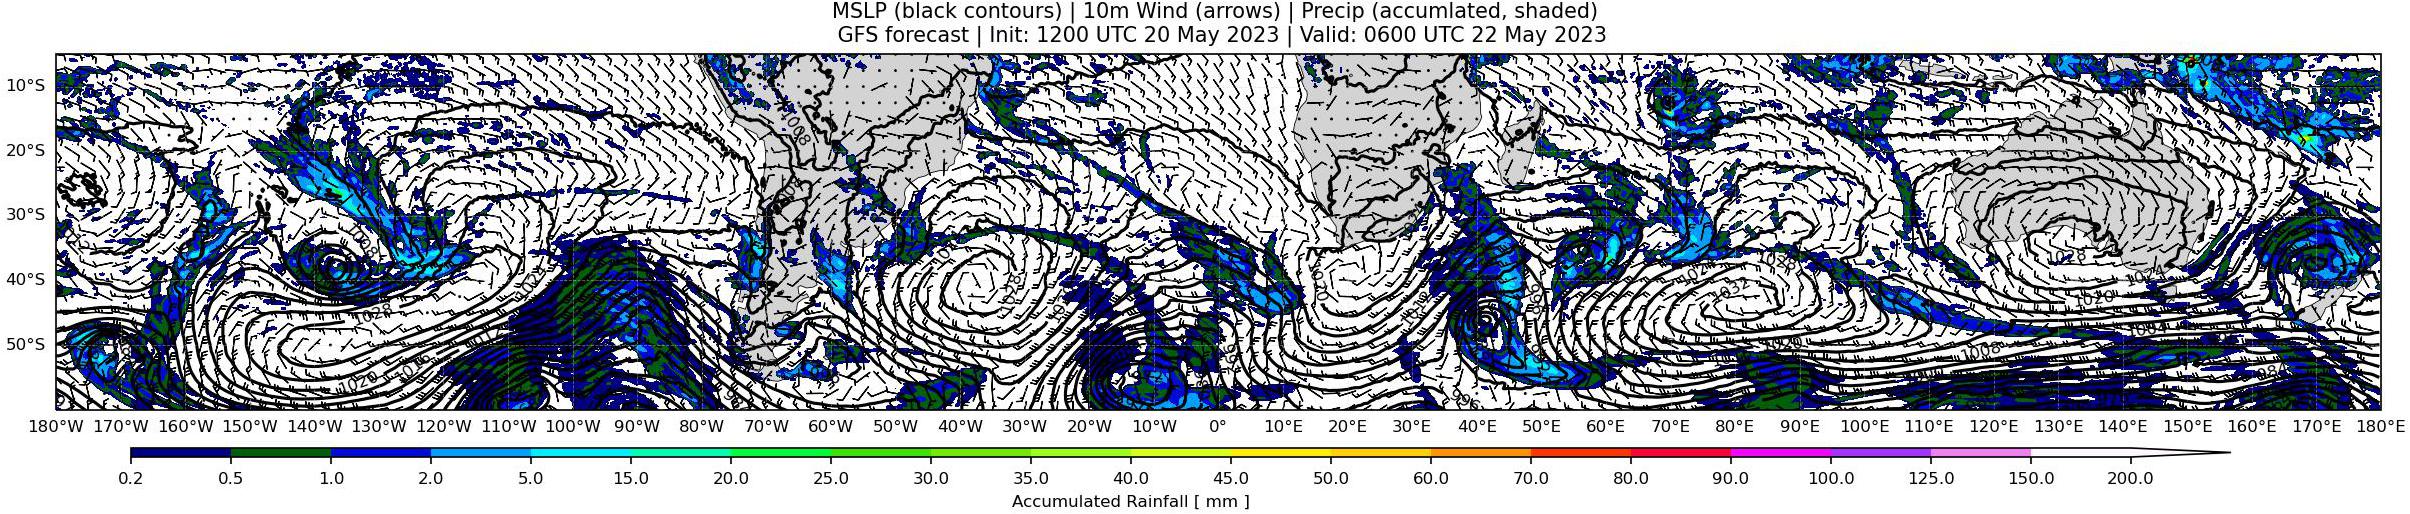 MSLP (black contours) | 10m Wind (arrows) | Precip (accumlated, shaded)
GFS forecast | Init: 1200 UTC 20 May 2023 | Valid: 0600 UTC 22 May 2023
10°S
20°S
30°S
40°S
50°S
180°W 170°W 160°W 150°W 140°W 130°W 120°W 110°W 100°W 90°W 80°W 70°W 60°W 50°W 40°W 30°W 20°W 10°W 0° 10°E 20°E 30°E 40°E 50°E 60°E 70°E 80°E 90°E 100°E 110°E 120°E 130°E 140°E 150°E 160°E 170°E 180°E
1008
1028
1020
1028
1020
1032
1028
1028
1024
1020
1008
996
0.2 0.5 1.0 2.0 5.0 15.0 20.0 25.0 30.0 35.0 40.0 45.0 50.0 60.0 70.0 80.0 90.0 100.0 125.0 150.0 200.0
Accumulated Rainfall [ mm ]